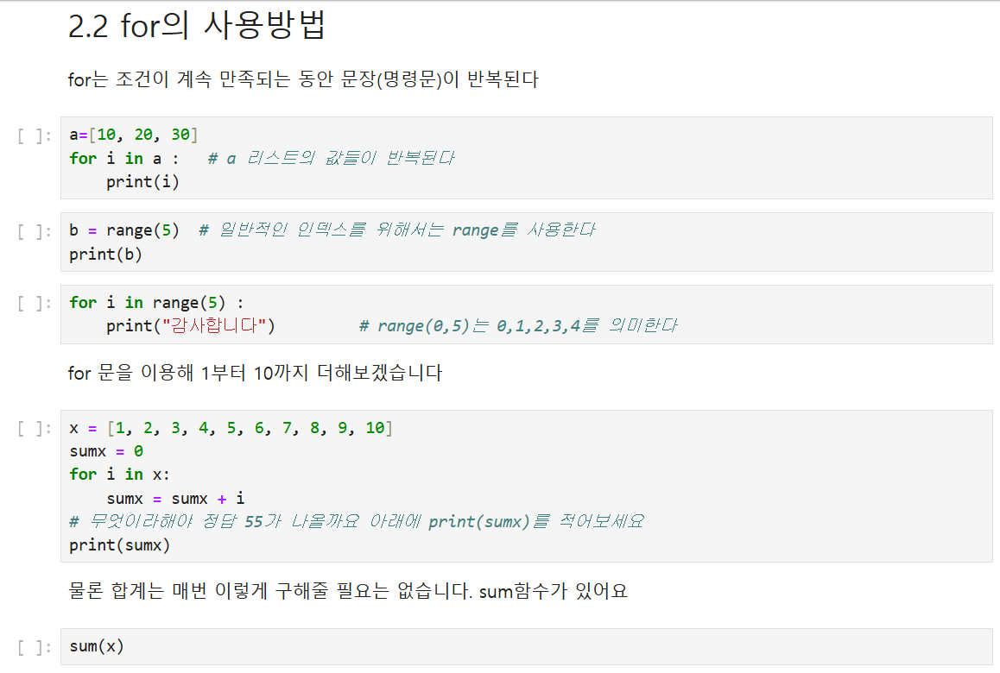 2.2 for의 사용방법
for는 조건이 계속 만족되는 동안 문장(명령문)이 반복된다
[ ]: a=[10, 20, 30]
for i in a :   # a 리스트의 값들이 반복된다
    print(i)
[ ]: b = range(5)  # 일반적인 인덱스를 위해서는 range를 사용한다
print(b)
[ ]: for i in range(5) :
    print("감사합니다")         # range(0,5)는 0,1,2,3,4를 의미한다
for 문을 이용해 1부터 10까지 더해보겠습니다
[ ]: x = [1, 2, 3, 4, 5, 6, 7, 8, 9, 10]
sumx = 0
for i in x:
    sumx = sumx + i
# 무엇이라해야 정답 55가 나올까요 아래에 print(sumx)를 적어보세요
print(sumx)
물론 합계는 매번 이렇게 구해줄 필요는 없습니다. sum함수가 있어요
[ ]: sum(x)